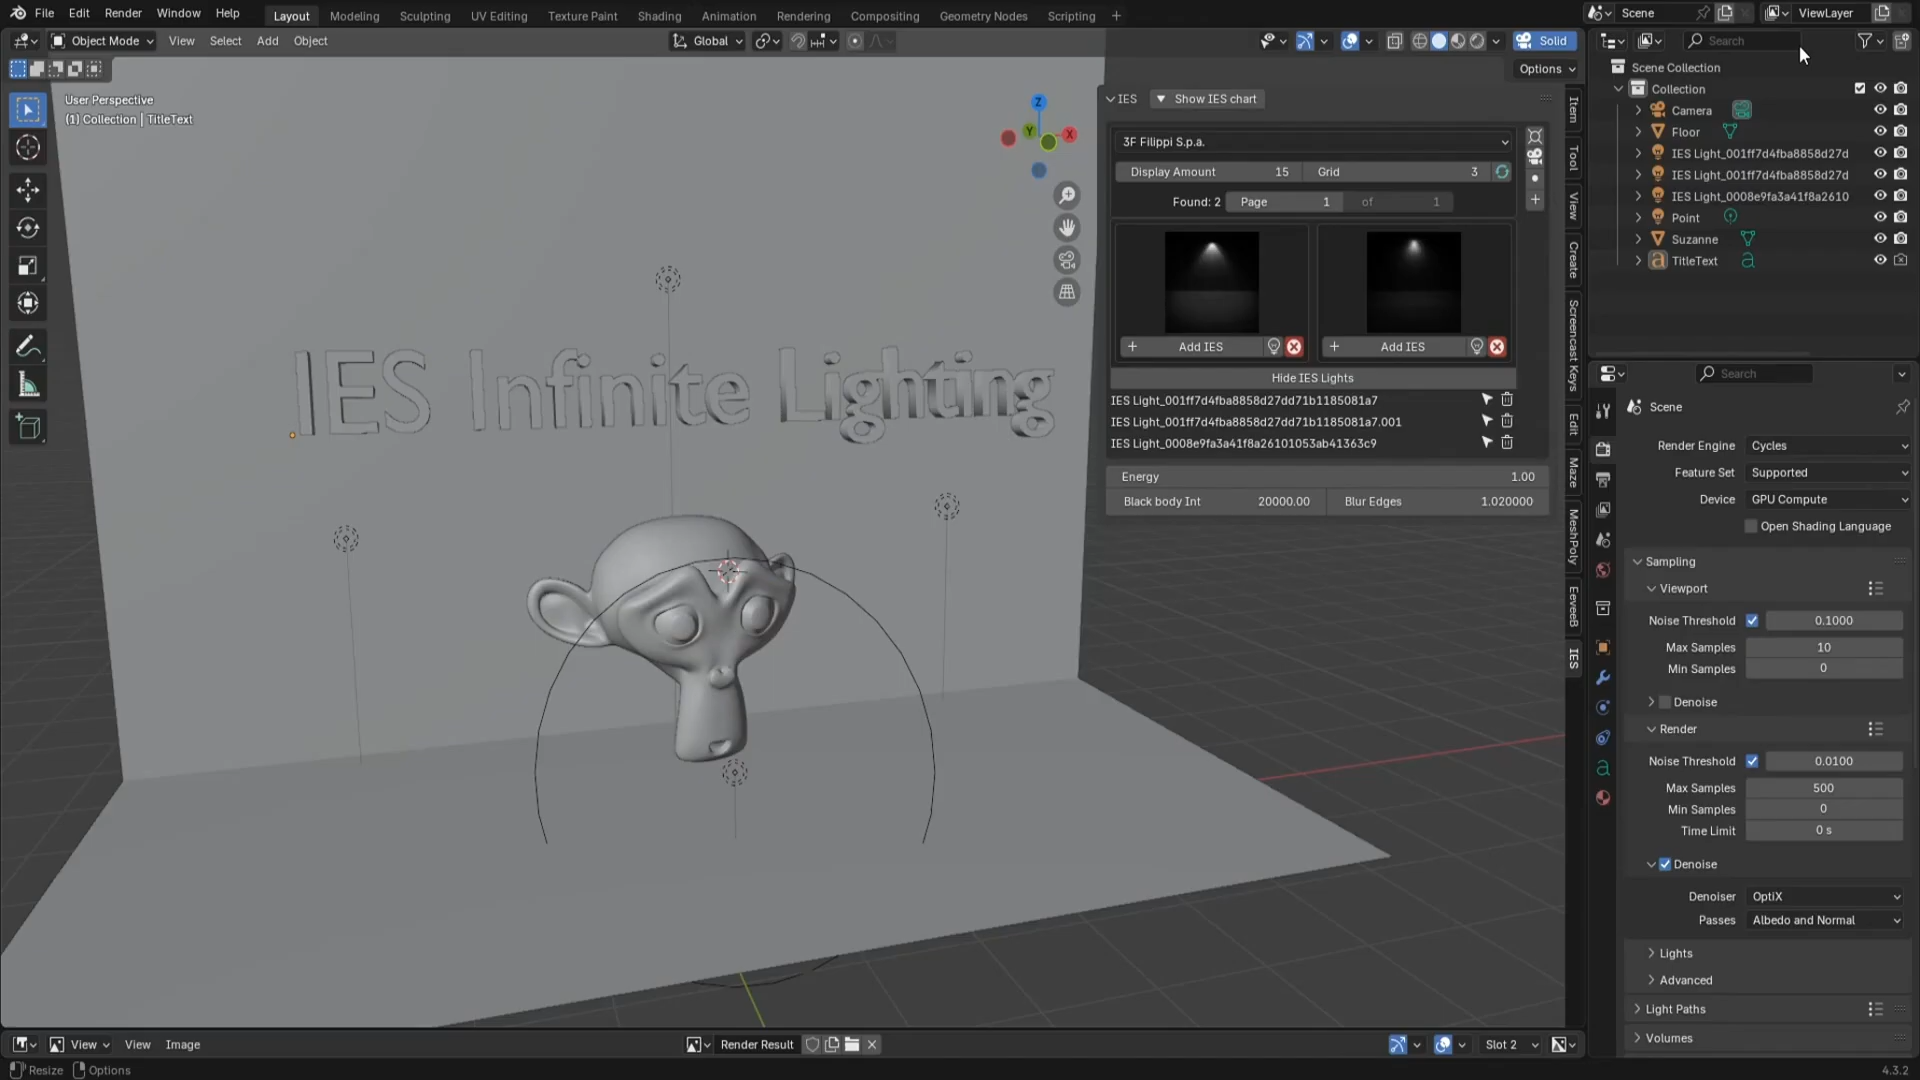 File Edit Render Window Help Layout Modeling Sculpting UV Editing Texture Paint Shading Animation Rendering Compositing Geometry Nodes Scripting + Scene ViewLayer
Object Mode View Select Add Object Global Solid Search
Options
User Perspective
(1) Collection | TitleText
Z
Y
X
IES Infinite Lighting
IES Show IES chart
3F Filippi S.p.a.
Display Amount 15 Grid 3
Found: 2 Page 1 of 1
Add IES Add IES
Hide IES Lights
IES Light_001ff7d4fba8858d27dd71b1185081a7
IES Light_001ff7d4fba8858d27dd71b1185081a7.001
IES Light_0008e9fa3a41f8a26101053ab41363c9
Energy 1.00
Black body Int 20000.00 Blur Edges 1.020000
Item
Tool
View
Create
Screencast Keys
Edit
Maze
MeshPoly
EeveeB
IES
Scene Collection
Collection
Camera
Floor
IES Light_001ff7d4fba8858d27d
IES Light_001ff7d4fba8858d27d
IES Light_0008e9fa3a41f8a2610
Point
Suzanne
TitleText
Search
Scene
Render Engine Cycles
Feature Set Supported
Device GPU Compute
Open Shading Language
Sampling
Viewport
Noise Threshold 0.1000
Max Samples 10
Min Samples 0
Denoise
Render
Noise Threshold 0.0100
Max Samples 500
Min Samples 0
Time Limit 0 s
Denoise
Denoiser OptiX
Passes Albedo and Normal
Lights
Advanced
Light Paths
Volumes
View View Image Render Result Slot 2
Resize Options 4.3.2